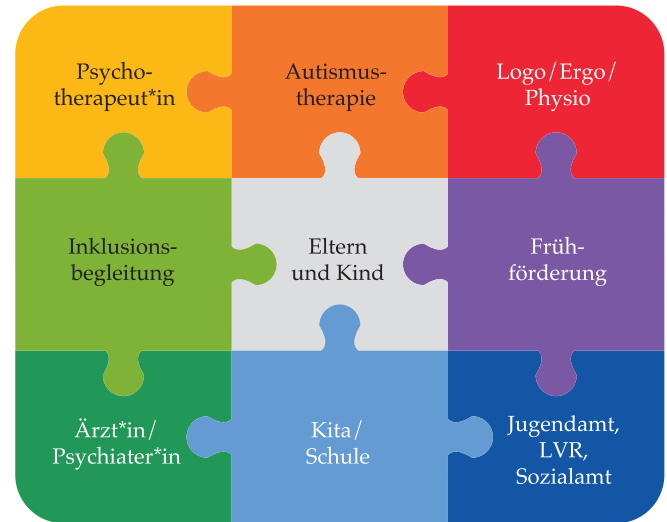 Psycho-
therapeut*in
Autismus-
therapie
Logo/Ergo/
Physio
Inklusions-
begleitung
Eltern
und Kind
Früh-
förderung
Ärzt*in/
Psychiater*in
Kita/
Schule
Jugendamt,
LVR,
Sozialamt